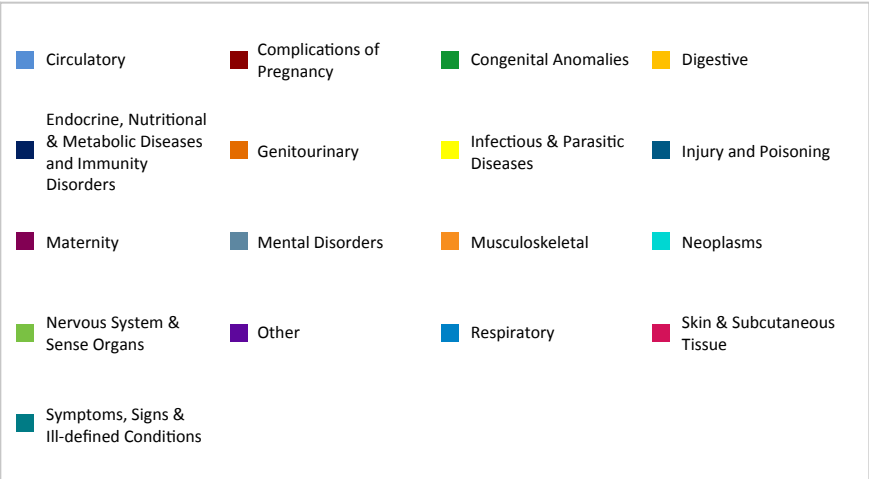 Circulatory
Complications of
Pregnancy
Congenital Anomalies
Digestive
Endocrine, Nutritional
& Metabolic Diseases
and Immunity
Disorders
Genitourinary
Infectious & Parasitic
Diseases
Injury and Poisoning
Maternity
Mental Disorders
Musculoskeletal
Neoplasms
Nervous System &
Sense Organs
Other
Respiratory
Skin & Subcutaneous
Tissue
Symptoms, Signs &
Ill-defined Conditions